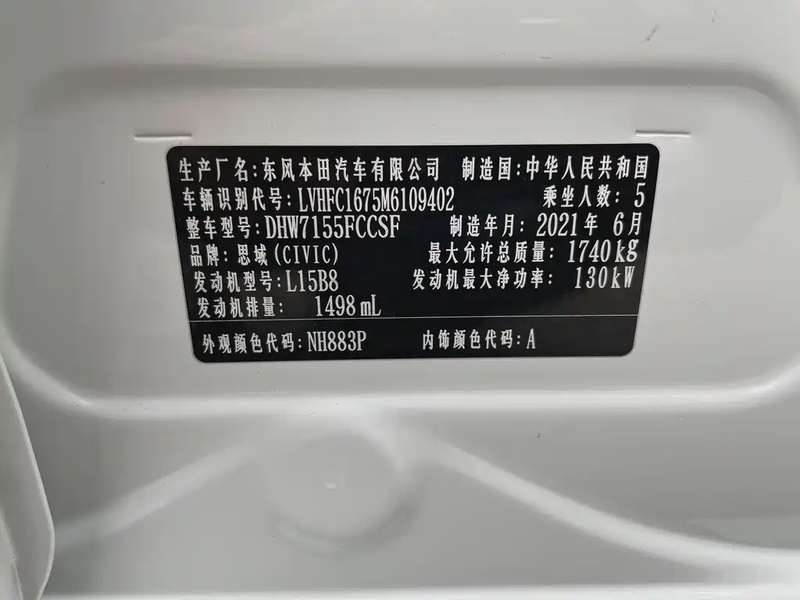 生产厂名:东风本田汽车有限公司 制造国:中华人民共和国
车辆识别代号:LVHFC1675M6109402 乘坐人数: 5
整车型号:DHW7155FCCSF 制造年月: 2021年 6月
品牌: 思域(CIVIC) 最大允许总质量: 1740kg
发动机型号:L15B8 发动机最大净功率: 130kW
发动机排量: 1498mL
外观颜色代码:NH883P 内饰颜色代码:A